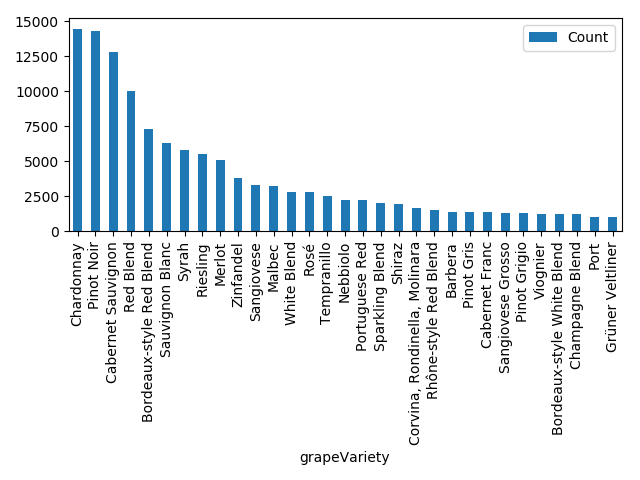 15000
12500
10000
7500
5000
2500
0
Count
Chardonnay
Pinot Noir
Cabernet Sauvignon
Red Blend
Bordeaux-style Red Blend
Sauvignon Blanc
Syrah
Riesling
Merlot
Zinfandel
Sangiovese
Malbec
White Blend
Rosé
Tempranillo
Nebbiolo
Portuguese Red
Sparkling Blend
Shiraz
Corvina, Rondinella, Molinara
Rhône-style Red Blend
Barbera
Pinot Gris
Cabernet Franc
Sangiovese Grosso
Pinot Grigio
Viognier
Bordeaux-style White Blend
Champagne Blend
Port
Grüner Veltliner
grapeVariety